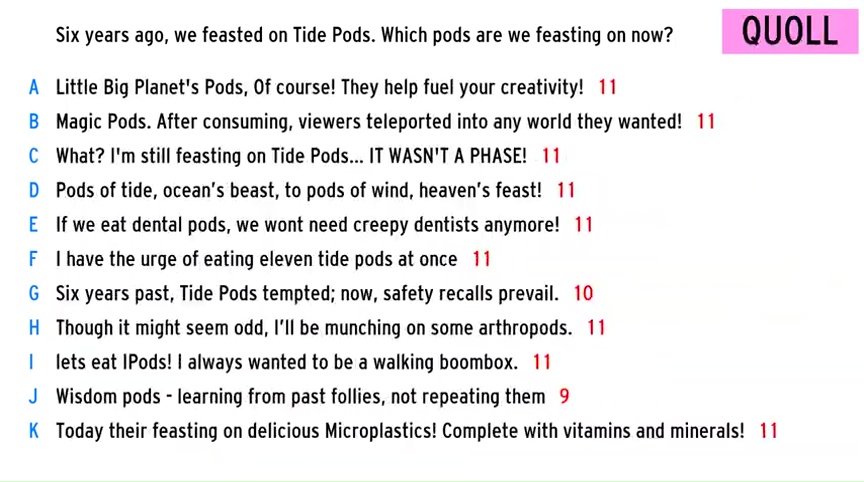 Six years ago, we feasted on Tide Pods. Which pods are we feasting on now?
QUOLL
A Little Big Planet's Pods, Of course! They help fuel your creativity! 11
B Magic Pods. After consuming, viewers teleported into any world they wanted! 11
C What? I'm still feasting on Tide Pods... IT WASN'T A PHASE! 11
D Pods of tide, ocean's beast, to pods of wind, heaven's feast! 11
E If we eat dental pods, we wont need creepy dentists anymore! 11
F I have the urge of eating eleven tide pods at once 11
G Six years past, Tide Pods tempted; now, safety recalls prevail. 10
H Though it might seem odd, I'll be munching on some arthropods. 11
I lets eat IPods! I always wanted to be a walking boombox. 11
J Wisdom pods - learning from past follies, not repeating them 9
K Today their feasting on delicious Microplastics! Complete with vitamins and minerals! 11